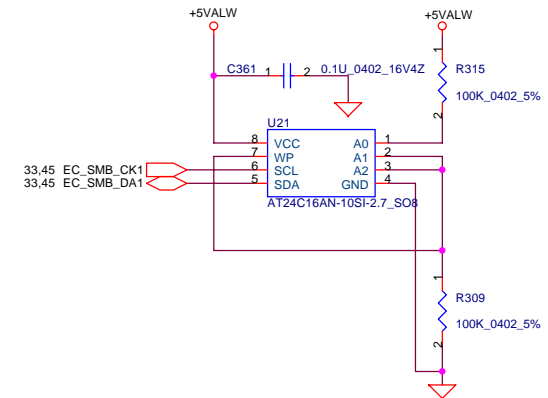 +5VALW
+5VALW
C361 1 2 0.1U_0402_16V4Z
1
R315
100K_0402_5%
2
U21
8 VCC A0 1
7 WP A1 2
33,45 EC_SMB_CK1 6 SCL A2 3
33,45 EC_SMB_DA1 5 SDA GND 4
AT24C16AN-10SI-2.7_SO8
1
R309
100K_0402_5%
2